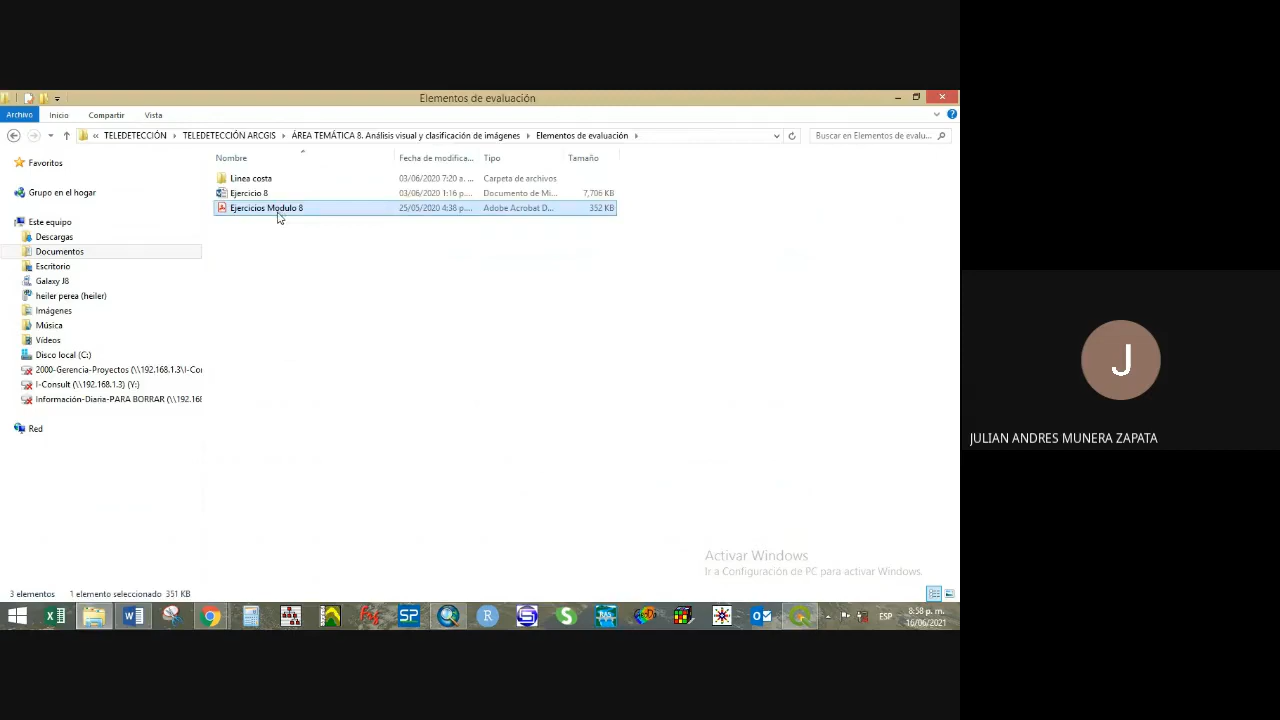 Elementos de evaluación
Archivo Inicio Compartir Vista
« TELEDETECCIÓN TELEDETECCIÓN ARCGIS ÁREA TEMÁTICA 8. Análisis visual y clasificación de imágenes Elementos de evaluación Buscar en Elementos de evalu...
Nombre Fecha de modifica... Tipo Tamaño
Favoritos
Linea costa 03/06/2020 7:20 a. ... Carpeta de archivos
Grupo en el hogar
Ejercicio 8 03/06/2020 1:16 p.... Documento de Mi... 7,706 KB
Ejercicios Modulo 8 25/05/2020 4:38 p.... Adobe Acrobat D... 352 KB
Este equipo
Descargas
Documentos
Escritorio
Galaxy J8
heiler perea (heiler)
Imágenes
Música
Vídeos
Disco local (C:)
2000-Gerencia-Proyectos (\\192.168.1.3\I-Co
I-Consult (\\192.168.1.3) (Y:)
Información-Diaria-PARA BORRAR (\\192.168
Red
Activar Windows
Ir a Configuración de PC para activar Windows.
3 elementos 1 elemento seleccionado 351 KB
SP R S S ESP 8:58 p. m.
16/06/2021
J
JULIAN ANDRES MUNERA ZAPATA